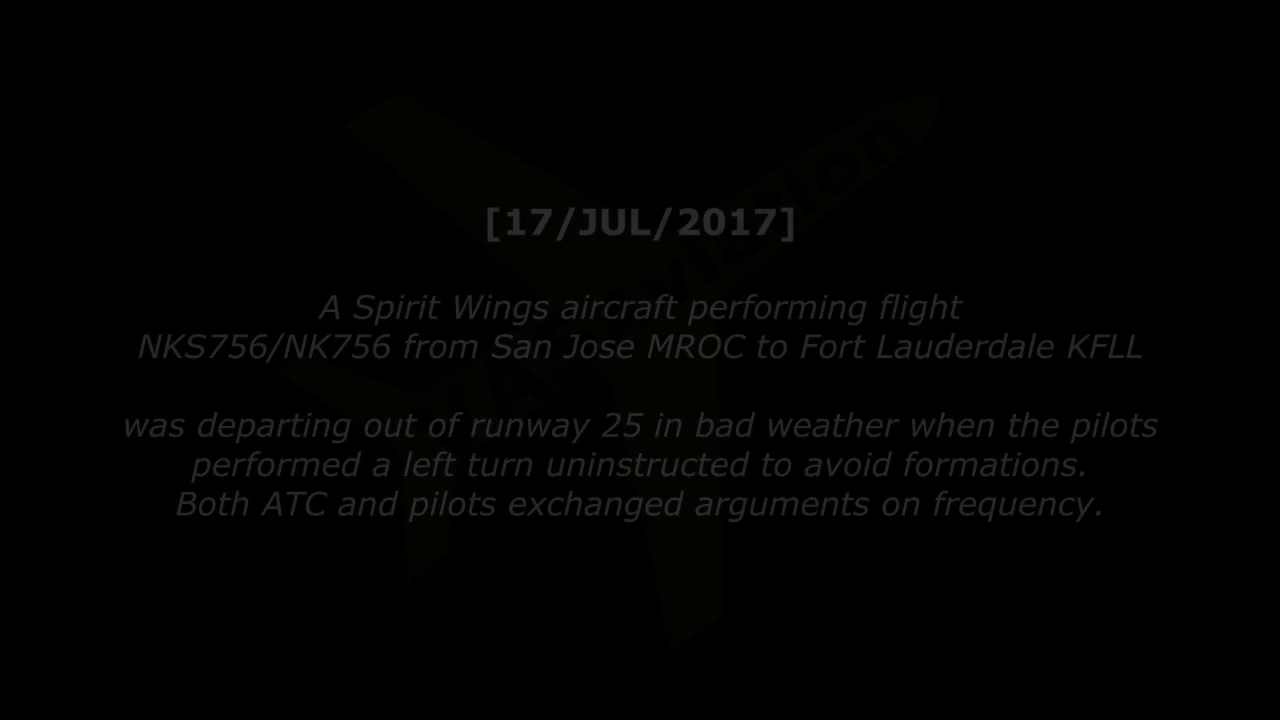 [17/JUL/2017]
A Spirit Wings aircraft performing flight
NKS756/NK756 from San Jose MROC to Fort Lauderdale KFLL
was departing out of runway 25 in bad weather when the pilots
performed a left turn uninstructed to avoid formations.
Both ATC and pilots exchanged arguments on frequency.
VASAviation